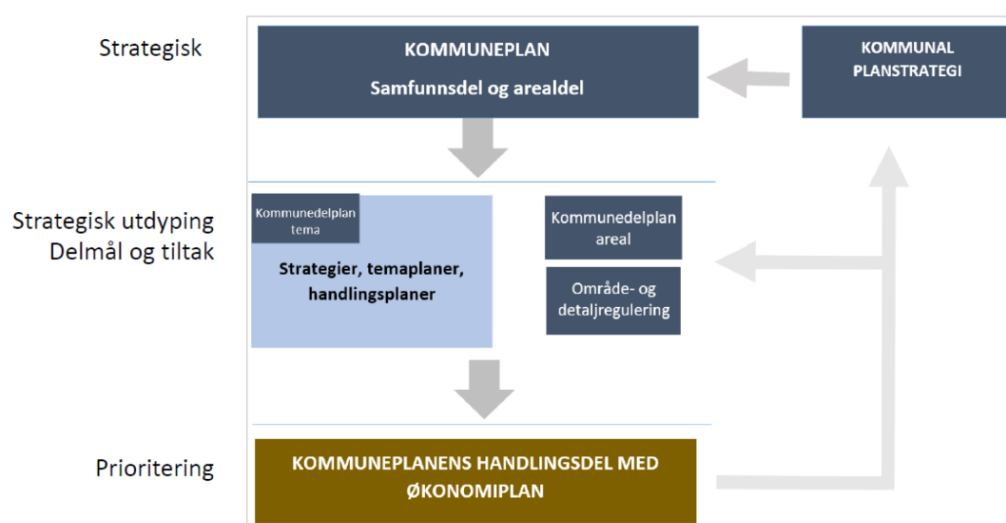 Strategisk
KOMMUNEPLAN
Samfunnsdel og arealdel
KOMMUNAL
PLANSTRATEGI
Strategisk utdyping
Delmål og tiltak
Kommunedelplan
tema
Strategier, temaplaner,
handlingsplaner
Kommunedelplan
areal
Område- og
detaljregulering
Prioritering
KOMMUNEPLANENS HANDLINGSDEL MED
ØKONOMIPLAN